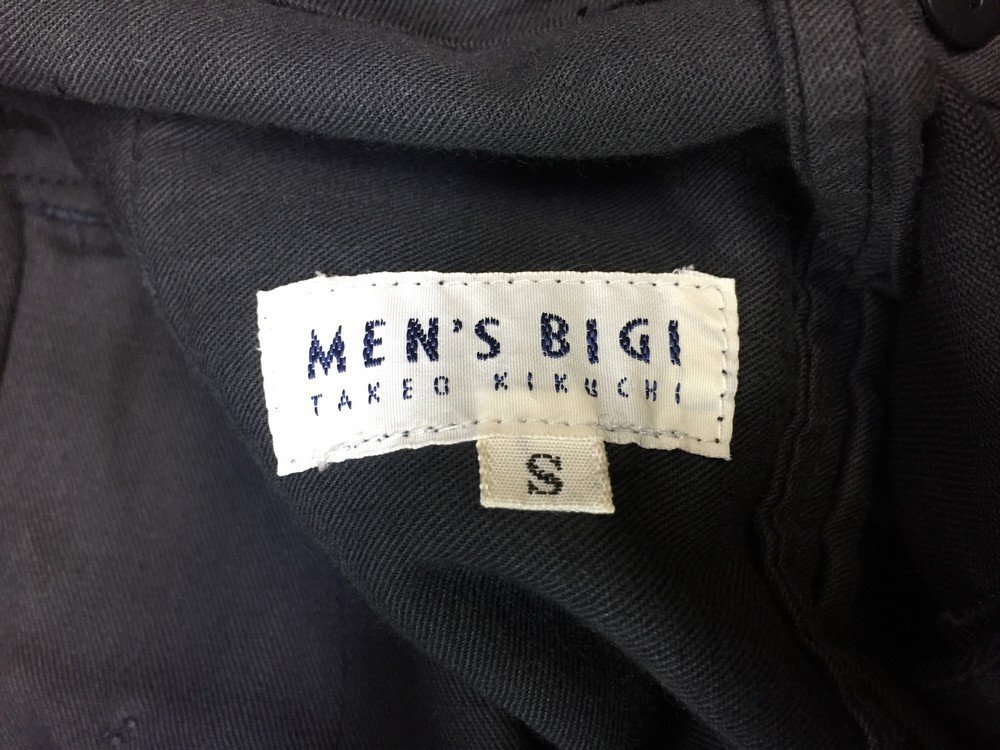 MEN'S BIGI
TAKEO KIKUCHI
S